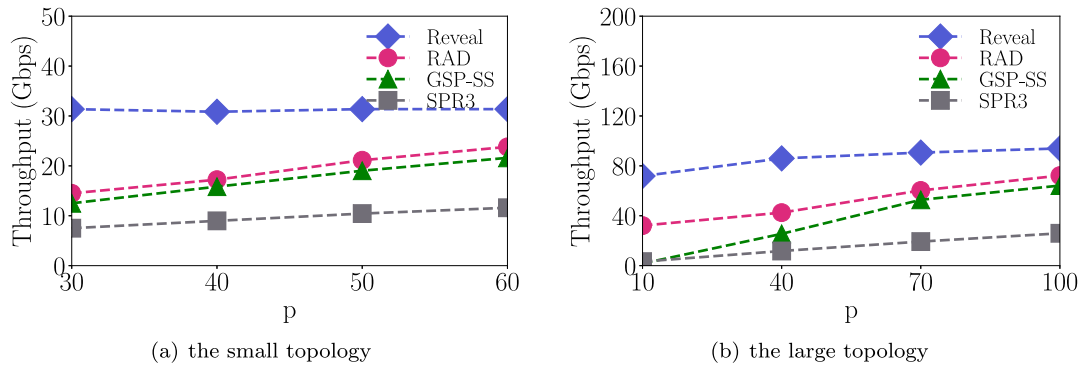 50
40
30
20
10
0
Throughput (Gbps)
Reveal
RAD
GSP-SS
SPR3
30
40
50
60
p
(a) the small topology
200
160
120
80
40
0
Throughput (Gbps)
Reveal
RAD
GSP-SS
SPR3
10
40
70
100
p
(b) the large topology